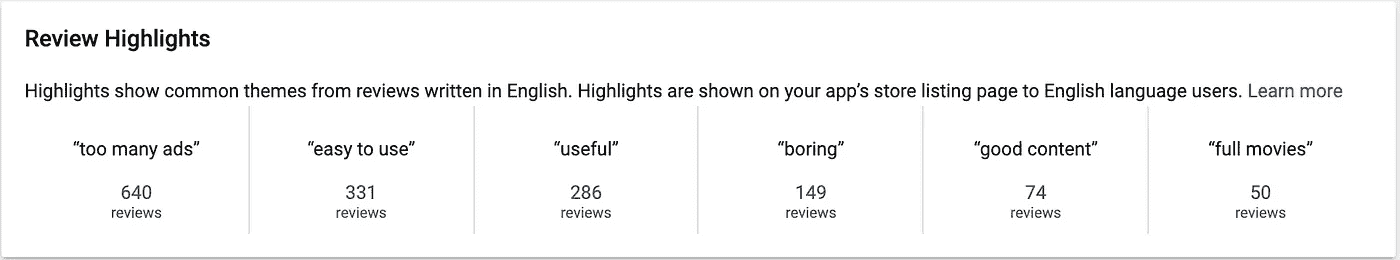 Review Highlights
Highlights show common themes from reviews written in English. Highlights are shown on your app’s store listing page to English language users. Learn more
“too many ads”
640
reviews
“easy to use”
331
reviews
“useful”
286
reviews
“boring”
149
reviews
“good content”
74
reviews
“full movies”
50
reviews